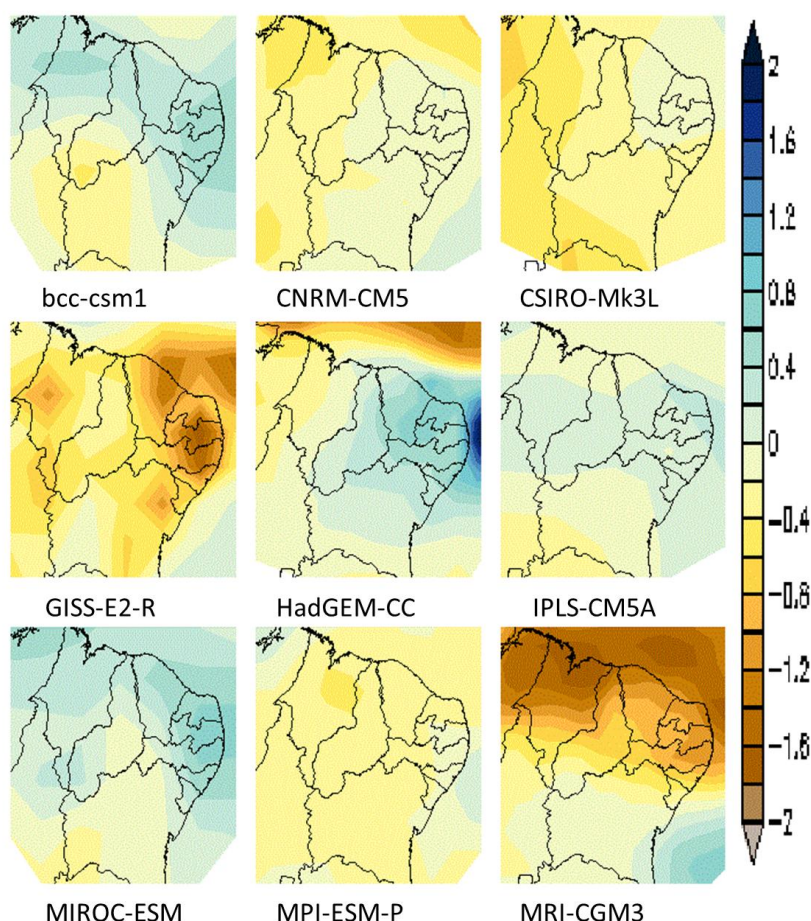 bcc-csm1
CNRM-CM5
CSIRO-Mk3L
GISS-E2-R
HadGEM-CC
IPLS-CM5A
MIROC-ESM
MPI-ESM-P
MRI-CGM3
2
1.6
1.2
0.8
0.4
0
-0.4
-0.8
-1.2
-1.6
-2